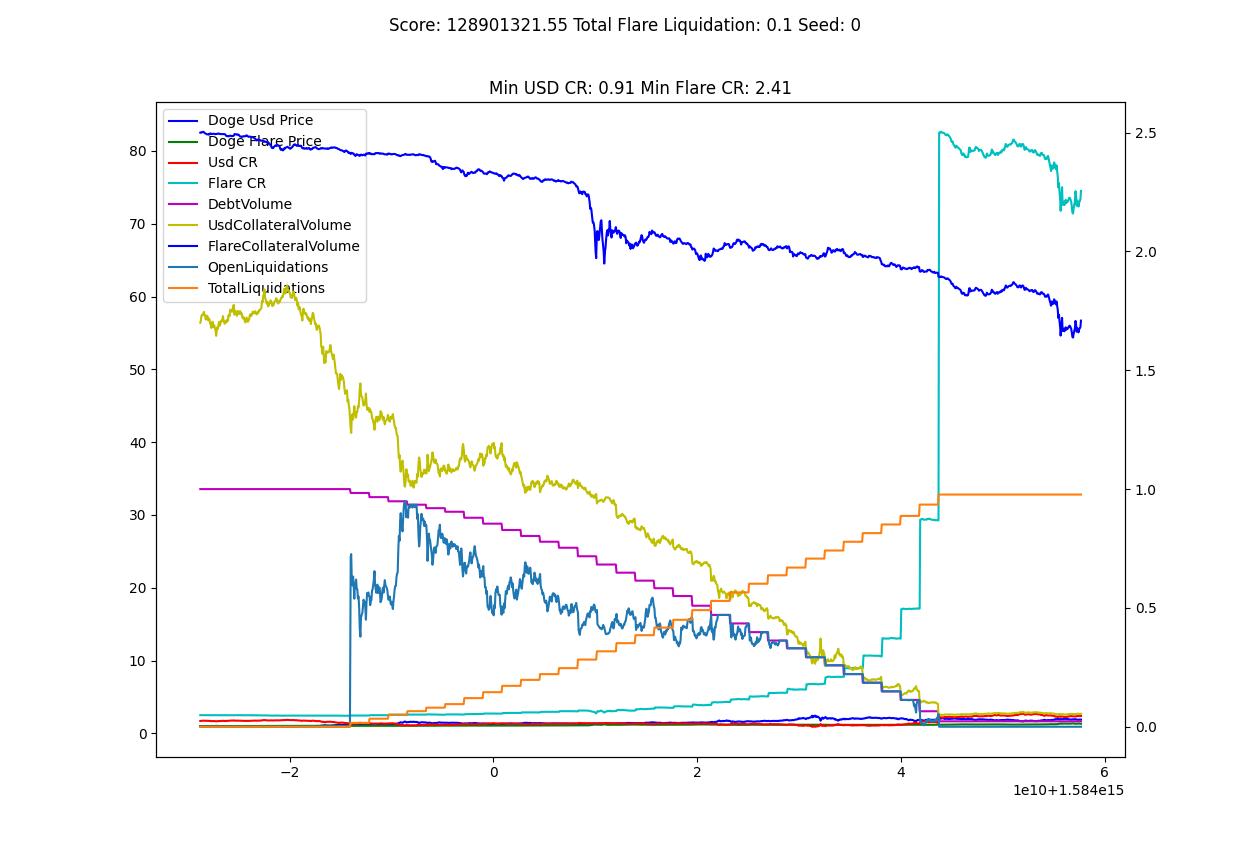 Score: 128901321.55 Total Flare Liquidation: 0.1 Seed: 0
Min USD CR: 0.91 Min Flare CR: 2.41
Doge Usd Price
Doge Flare Price
Usd CR
Flare CR
DebtVolume
UsdCollateralVolume
FlareCollateralVolume
OpenLiquidations
TotalLiquidations
80
70
60
50
40
30
20
10
0
2.5
2.0
1.5
1.0
0.5
0.0
−2
0
2
4
6
1e10+1.584e15